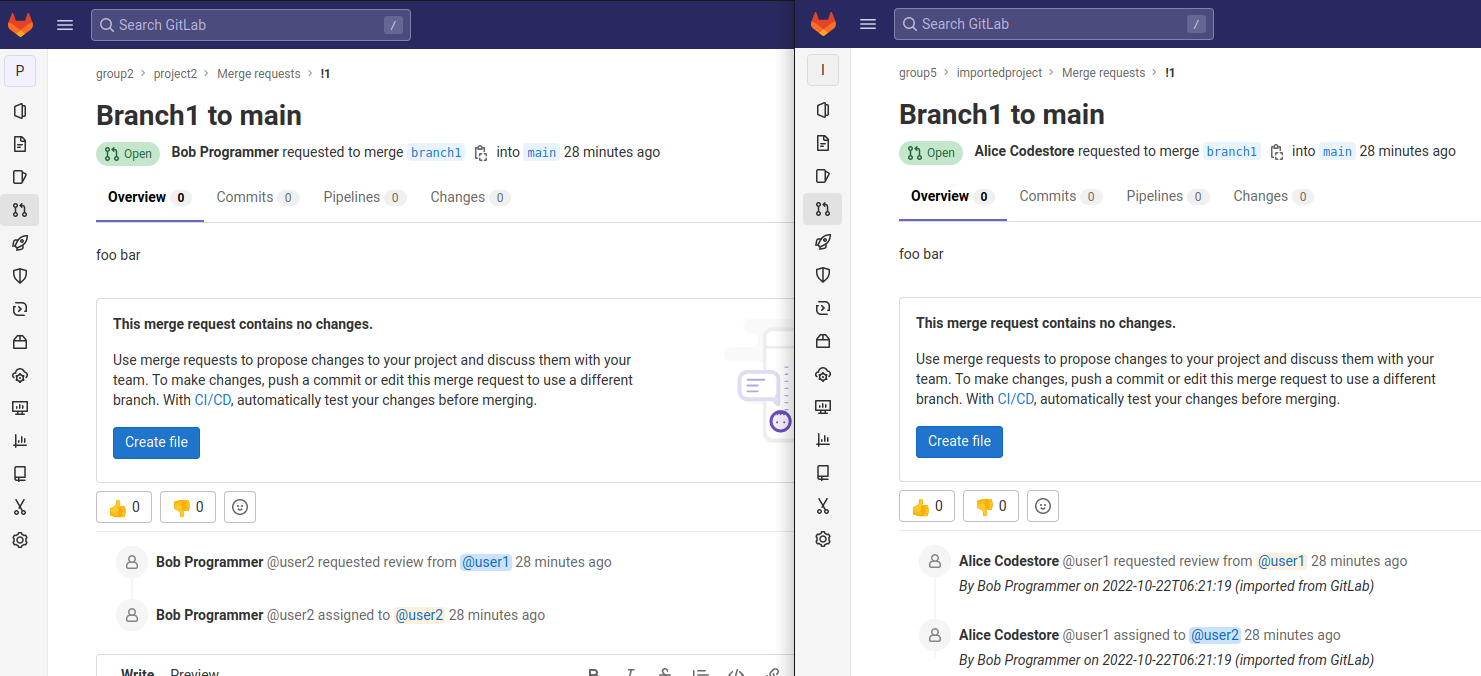 Search GitLab /
P
group2 › project2 › Merge requests › !1
Branch1 to main
Open Bob Programmer requested to merge branch1 into main 28 minutes ago
Overview 0 Commits 0 Pipelines 0 Changes 0
foo bar
This merge request contains no changes.
Use merge requests to propose changes to your project and discuss them with your
team. To make changes, push a commit or edit this merge request to use a different
branch. With CI/CD, automatically test your changes before merging.
Create file
0 0
Bob Programmer @user2 requested review from @user1 28 minutes ago
Bob Programmer @user2 assigned to @user2 28 minutes ago
Write Preview
Search GitLab /
I
group5 › importedproject › Merge requests › !1
Branch1 to main
Open Alice Codestore requested to merge branch1 into main 28 minutes ago
Overview 0 Commits 0 Pipelines 0 Changes 0
foo bar
This merge request contains no changes.
Use merge requests to propose changes to your project and discuss them with your
team. To make changes, push a commit or edit this merge request to use a different
branch. With CI/CD, automatically test your changes before merging.
Create file
0 0
Alice Codestore @user1 requested review from @user1 28 minutes ago
By Bob Programmer on 2022-10-22T06:21:19 (imported from GitLab)
Alice Codestore @user1 assigned to @user2 28 minutes ago
By Bob Programmer on 2022-10-22T06:21:19 (imported from GitLab)